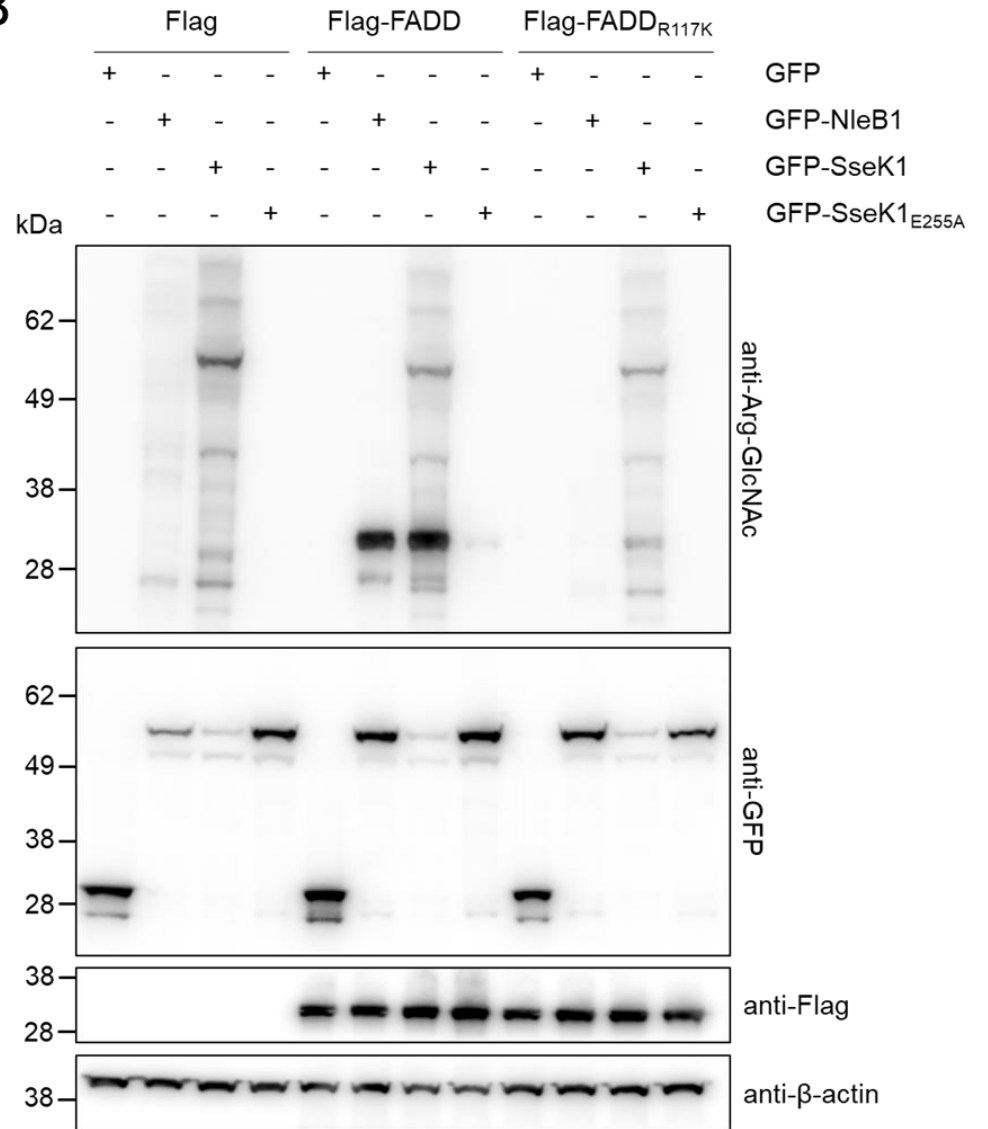 B
Flag Flag-FADD Flag-FADDR117K
+ - - - + - - - + - - - GFP
- + - - - + - - - + - - GFP-NleB1
- - + - - - + - - - + - GFP-SseK1
- - - + - - - + - - - + GFP-SseK1E255A
kDa
62
49
38
28
anti-Arg-GlcNAc
62
49
38
28
anti-GFP
38
28
anti-Flag
38
anti-β-actin